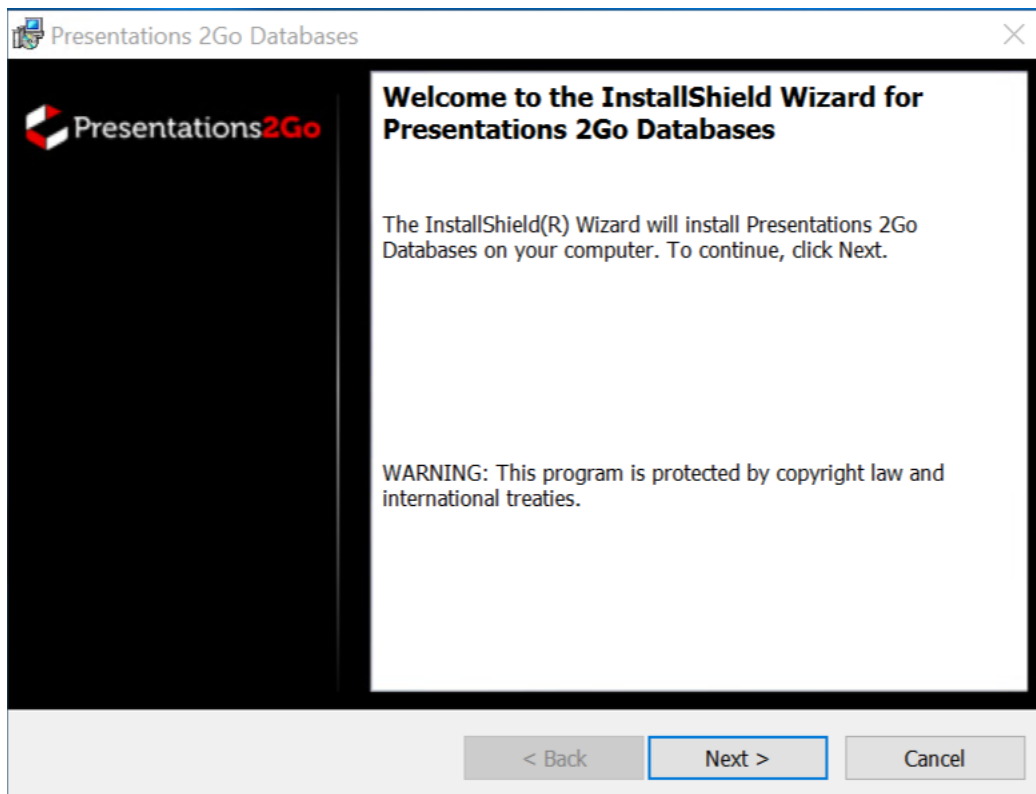 Presentations 2Go Databases
Presentations2Go
Welcome to the InstallShield Wizard for
Presentations 2Go Databases
The InstallShield(R) Wizard will install Presentations 2Go
Databases on your computer. To continue, click Next.
WARNING: This program is protected by copyright law and
international treaties.
< Back
Next >
Cancel